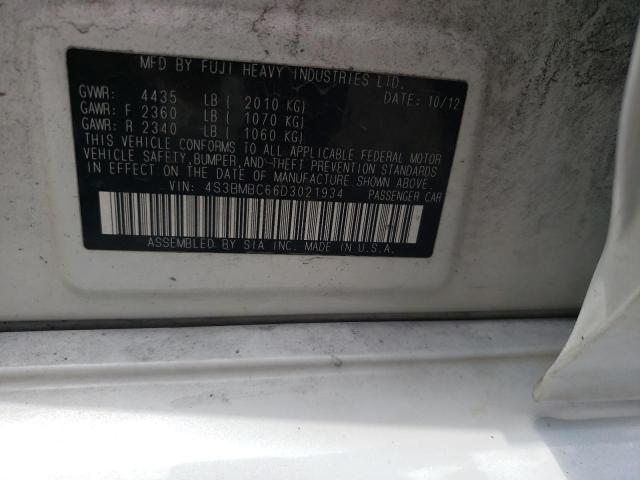 MFD BY FUJI HEAVY INDUSTRIES LTD.
GVWR: 4435 LB ( 2010 KG) DATE: 10/12
GAWR: F 2360 LB ( 1070 KG)
GAWR: R 2340 LB ( 1060 KG)
THIS VEHICLE CONFORMS TO ALL APPLICABLE FEDERAL MOTOR
VEHICLE SAFETY, BUMPER, AND THEFT PREVENTION STANDARDS
IN EFFECT ON THE DATE OF MANUFACTURE SHOWN ABOVE.
VIN: 4S3BMBC66D3021934 PASSENGER CAR
ASSEMBLED BY SIA INC. MADE IN U.S.A.